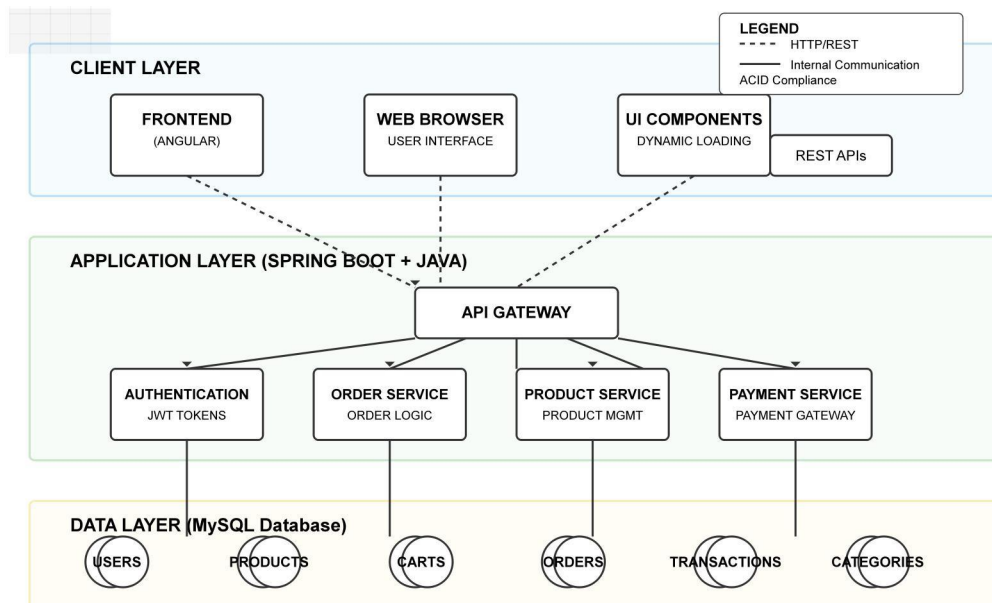 LEGEND
HTTP/REST
Internal Communication
ACID Compliance
CLIENT LAYER
FRONTEND
(ANGULAR)
WEB BROWSER
USER INTERFACE
UI COMPONENTS
DYNAMIC LOADING
REST APIs
APPLICATION LAYER (SPRING BOOT + JAVA)
API GATEWAY
AUTHENTICATION
JWT TOKENS
ORDER SERVICE
ORDER LOGIC
PRODUCT SERVICE
PRODUCT MGMT
PAYMENT SERVICE
PAYMENT GATEWAY
DATA LAYER (MySQL Database)
USERS
PRODUCTS
CARTS
ORDERS
TRANSACTIONS
CATEGORIES